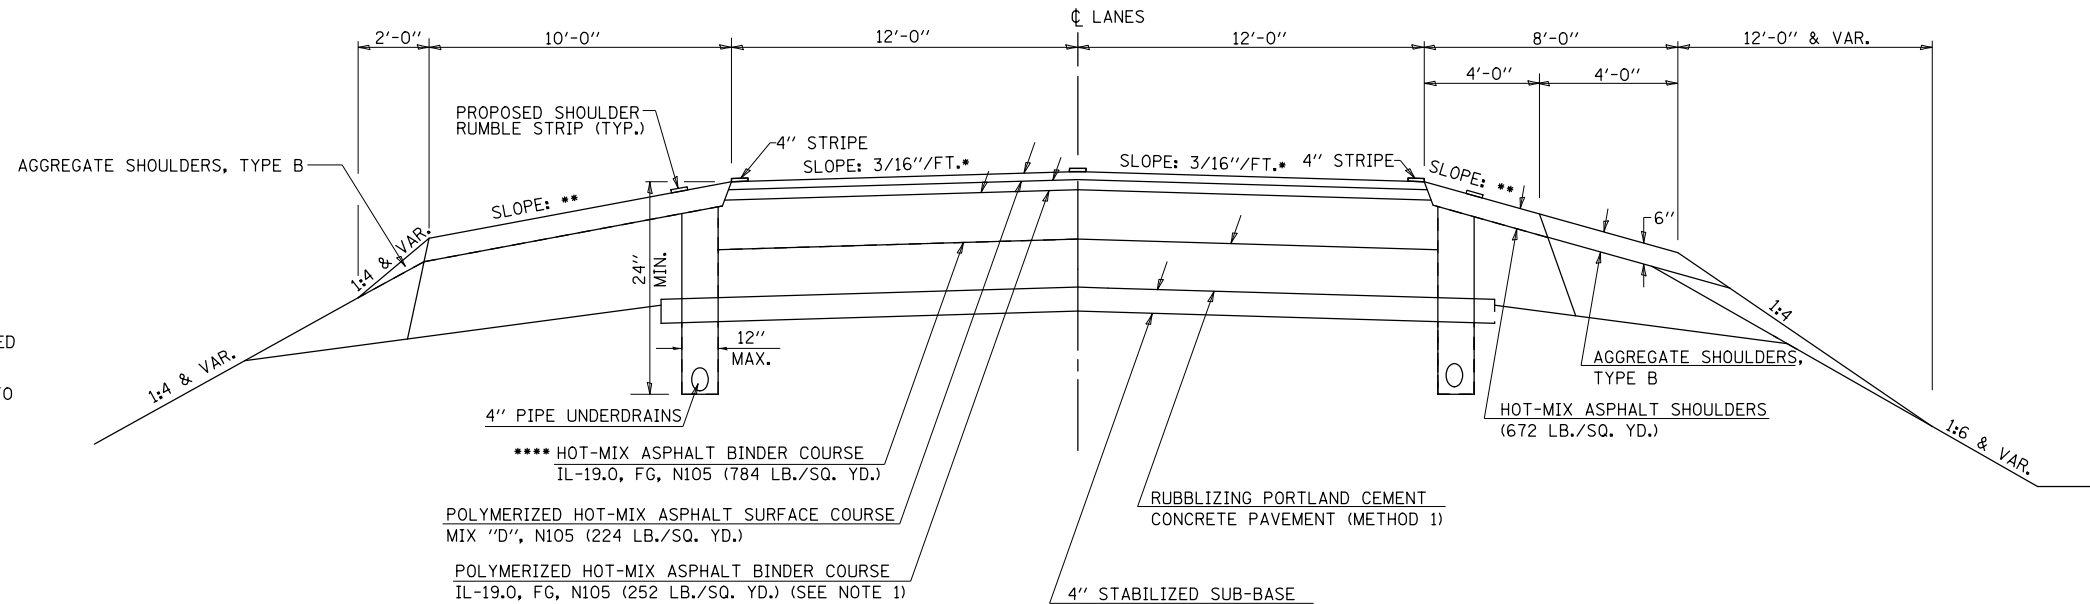 ℄ LANES
2'-0"
10'-0"
12'-0"
12'-0"
8'-0"
12'-0" & VAR.
4'-0"
4'-0"
PROPOSED SHOULDER
RUMBLE STRIP (TYP.)
4" STRIPE
SLOPE: 3/16"/FT.*
SLOPE: 3/16"/FT.*
4" STRIPE
SLOPE: **
AGGREGATE SHOULDERS, TYPE B
SLOPE: **
6"
1:4 & VAR.
24"
MIN.
1:4
ED
12"
MAX.
1:4 & VAR.
AGGREGATE SHOULDERS,
TYPE B
TO
4" PIPE UNDERDRAINS
HOT-MIX ASPHALT SHOULDERS
(672 LB./SQ. YD.)
1:6 & VAR.
**** HOT-MIX ASPHALT BINDER COURSE
IL-19.0, FG, N105 (784 LB./SQ. YD.)
RUBBLIZING PORTLAND CEMENT
CONCRETE PAVEMENT (METHOD 1)
POLYMERIZED HOT-MIX ASPHALT SURFACE COURSE
MIX "D", N105 (224 LB./SQ. YD.)
POLYMERIZED HOT-MIX ASPHALT BINDER COURSE
IL-19.0, FG, N105 (252 LB./SQ. YD.) (SEE NOTE 1)
4" STABILIZED SUB-BASE